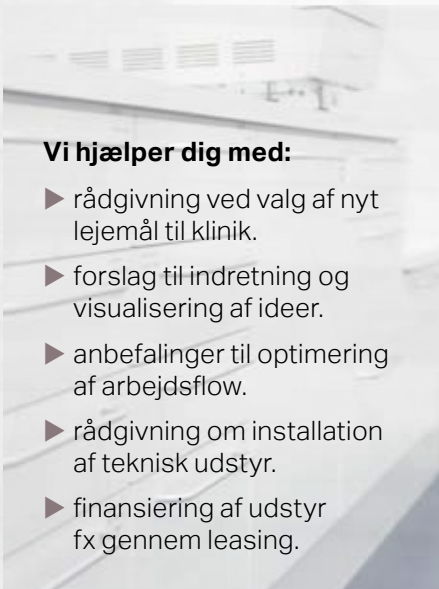 Vi hjælper dig med:
▶ rådgivning ved valg af nyt
lejemål til klinik.
▶ forslag til indretning og
visualisering af ideer.
▶ anbefalinger til optimering
af arbejdsflow.
▶ rådgivning om installation
af teknisk udstyr.
▶ finansiering af udstyr
fx gennem leasing.